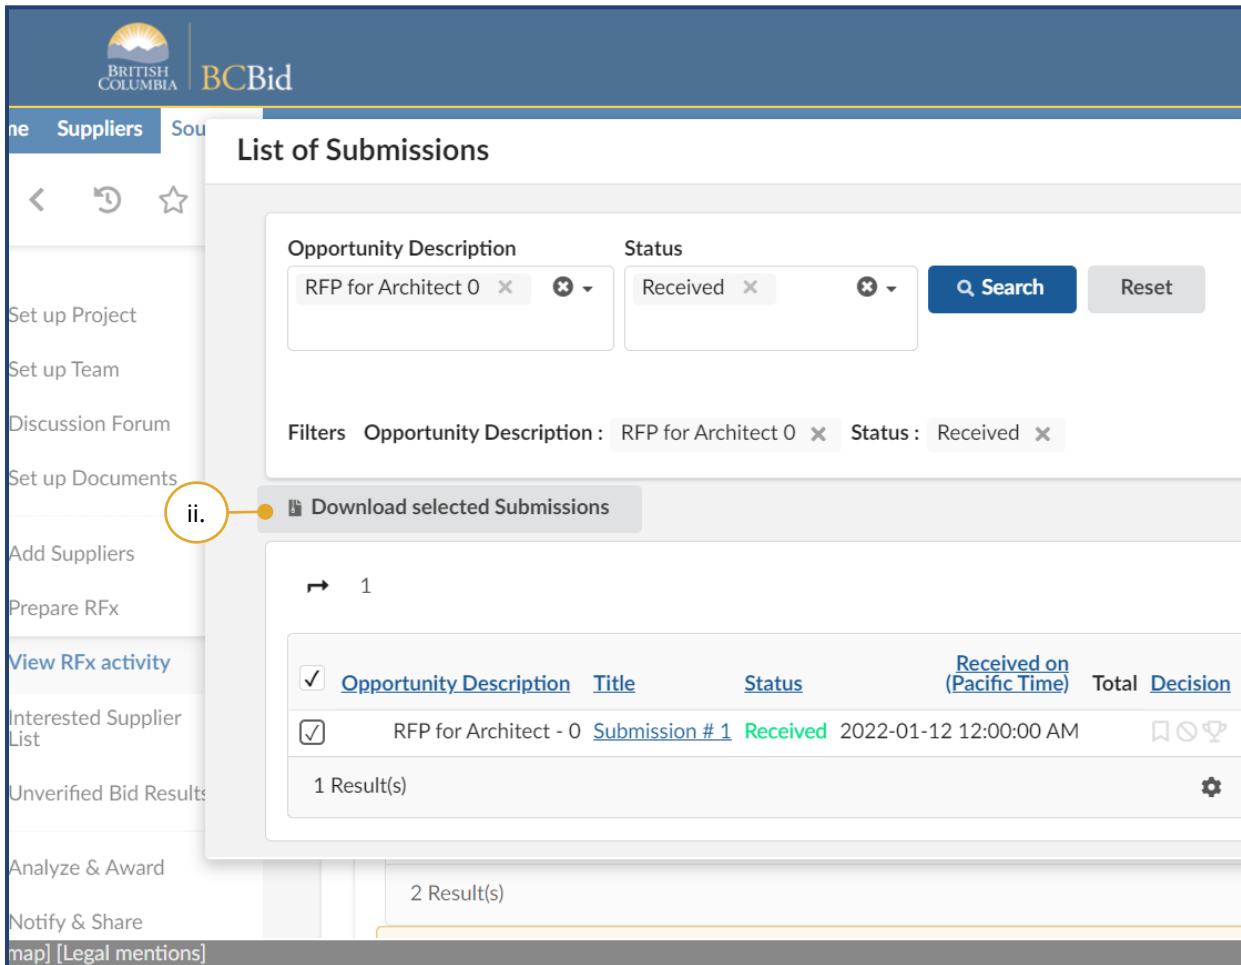 BRITISH
COLUMBIA
BCBid
me Suppliers Sou
List of Submissions
Opportunity Description Status
RFP for Architect 0 Received Search Reset
Set up Project
Set up Team
Discussion Forum
Filters Opportunity Description : RFP for Architect 0 Status : Received
Set up Documents
ii. Download selected Submissions
Add Suppliers
1
Prepare RFx
View RFx activity
Received on
Opportunity Description Title Status (Pacific Time) Total Decision
Interested Supplier
List
RFP for Architect - 0 Submission # 1 Received 2022-01-12 12:00:00 AM
1 Result(s)
Unverified Bid Results
Analyze & Award
2 Result(s)
Notify & Share
map] [Legal mentions]